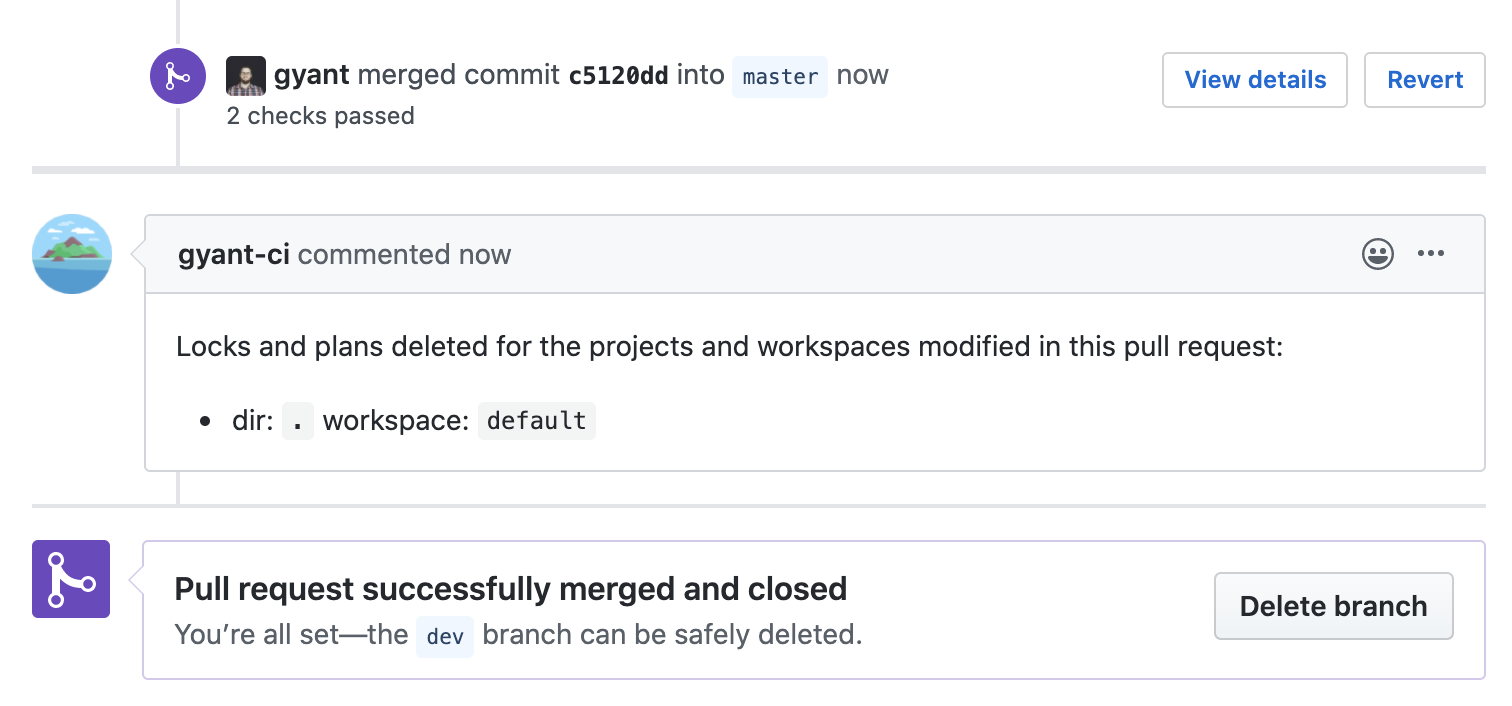 gyant merged commit c5120dd into master now
View details
Revert
2 checks passed
gyant-ci commented now
Locks and plans deleted for the projects and workspaces modified in this pull request:
• dir: . workspace: default
Pull request successfully merged and closed
You’re all set—the dev branch can be safely deleted.
Delete branch